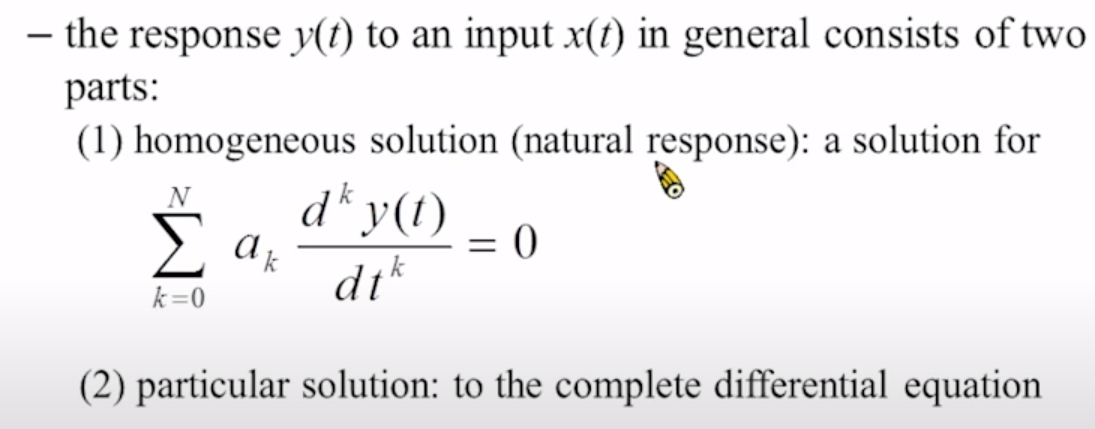 – the response y(t) to an input x(t) in general consists of two
parts:
(1) homogeneous solution (natural response): a solution for
$\sum_{k=0}^{N} a_k \frac{d^k y(t)}{dt^k} = 0$
(2) particular solution: to the complete differential equation